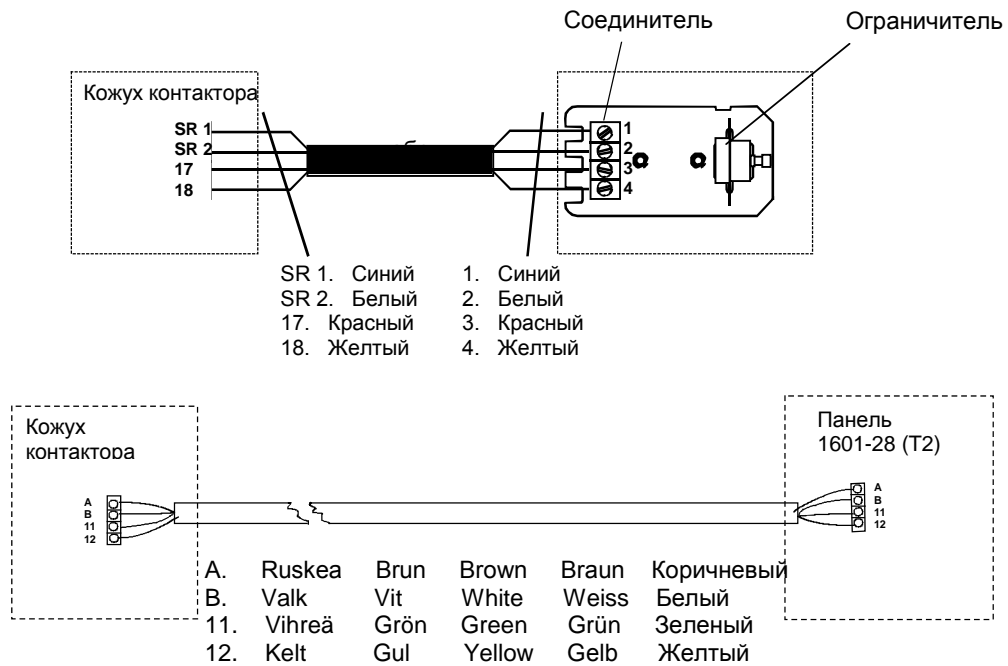 Соединитель Ограничитель
Кожух контактора
SR 1
SR 2
17
18
1
2
3
4
SR 1. Синий
SR 2. Белый
17. Красный
18. Желтый
1. Синий
2. Белый
3. Красный
4. Желтый
Кожух
контактора
Панель
1601-28 (T2)
A
B
11
12
A
B
11
12
A. Ruskea Brun Brown Braun Коричневый
B. Valk Vit White Weiss Белый
11. Vihreä Grön Green Grün Зеленый
12. Kelt Gul Yellow Gelb Желтый